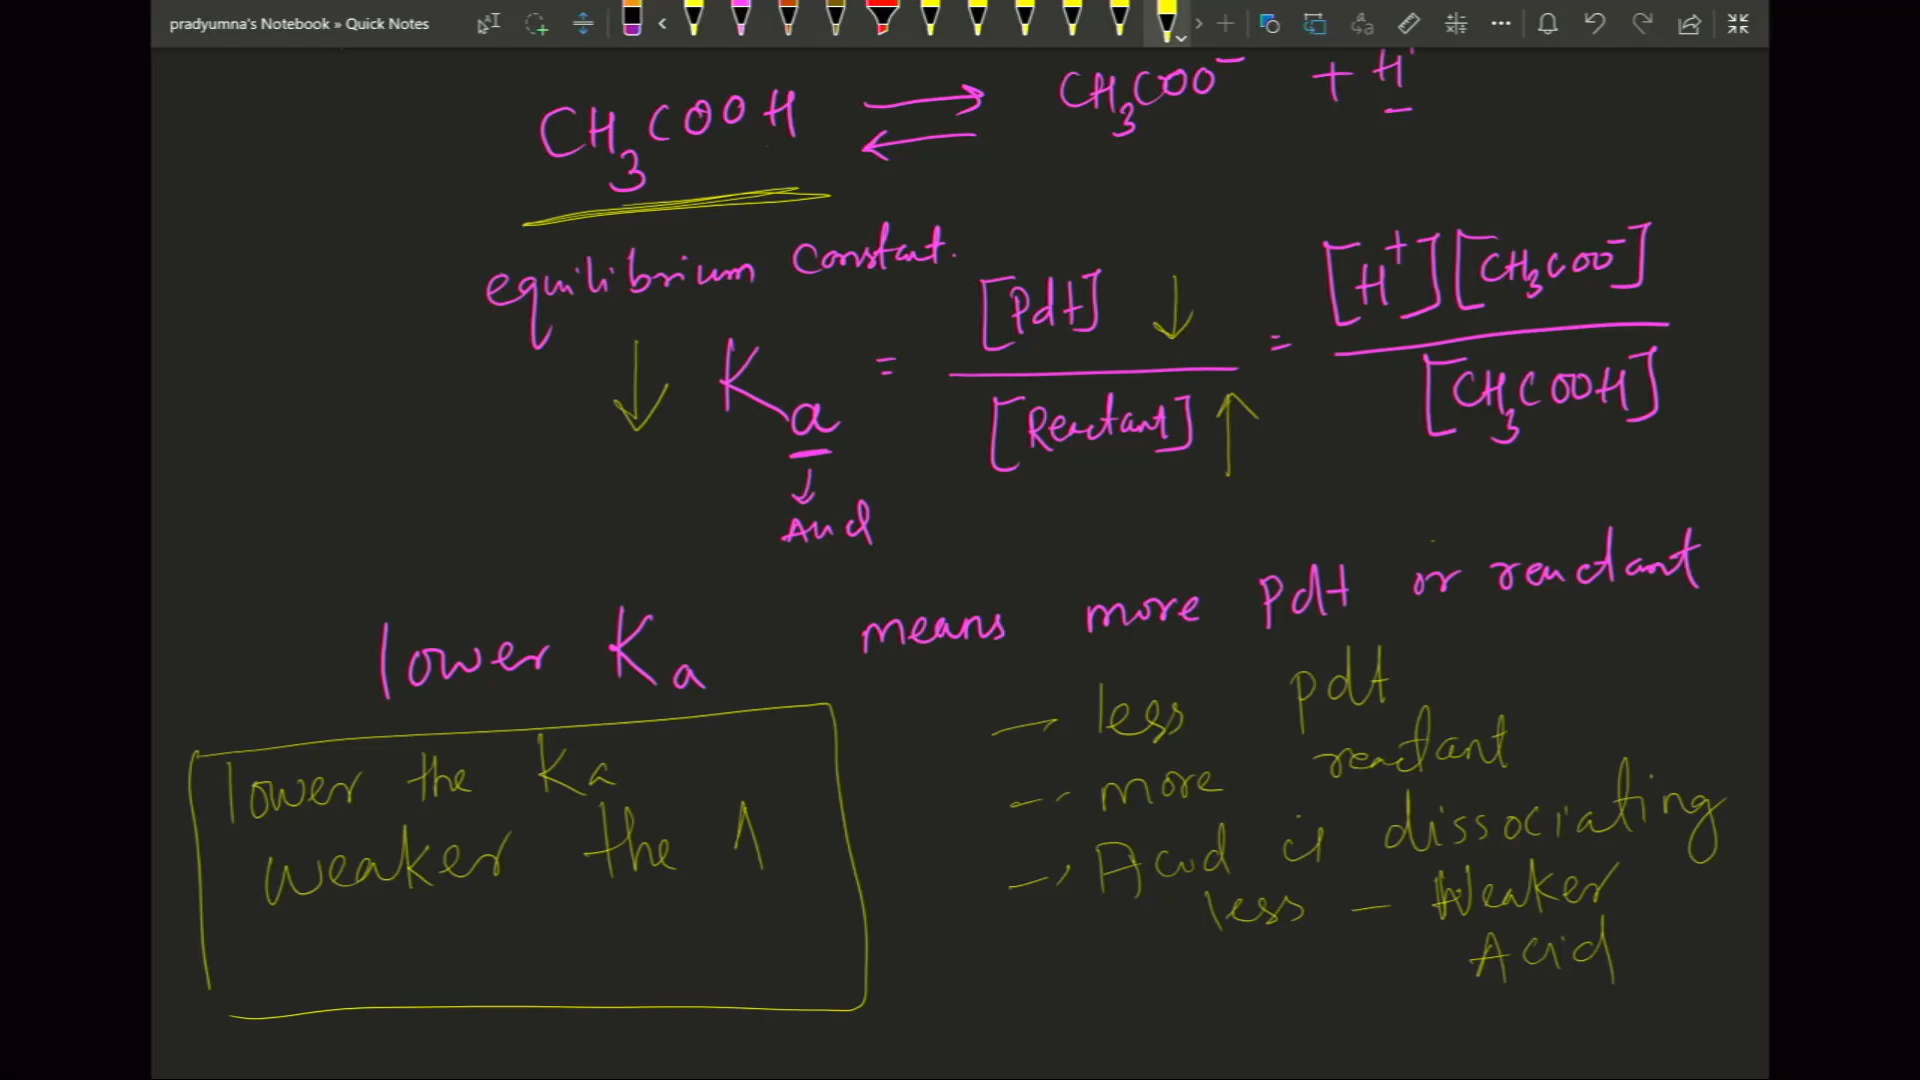 pradyumna's Notebook » Quick Notes
CH3COOH ⇌ CH3COO⁻ + H⁺
equilibrium constant.
↓ Ka = [Pdt] ↓ / [Reactant] ↑ = [H⁺][CH3COO⁻] / [CH3COOH]
↓
Acid
lower Ka means more Pdt or reactant
lower the Ka
weaker the A
→ less pdt
→ more reactant
→ Acid is dissociating
less – Weaker
Acid